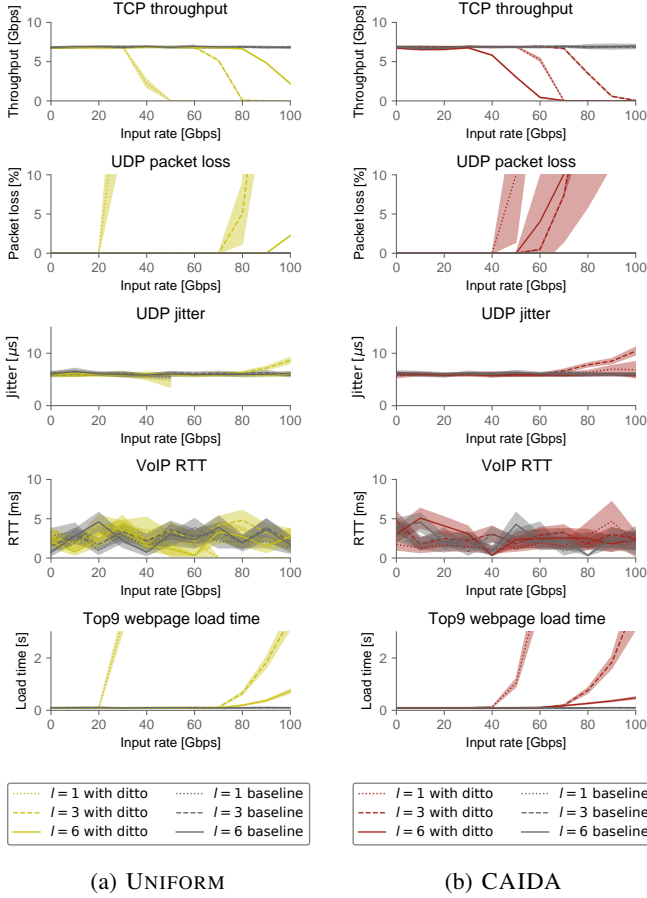 TCP throughput
Throughput [Gbps]
10
5
0
0 20 40 60 80 100
Input rate [Gbps]
UDP packet loss
Packet loss [%]
10
5
0
0 20 40 60 80 100
Input rate [Gbps]
UDP jitter
Jitter [µs]
10
0
0 20 40 60 80 100
Input rate [Gbps]
VoIP RTT
RTT [ms]
10
5
0
0 20 40 60 80 100
Input rate [Gbps]
Top9 webpage load time
Load time [s]
2
0
0 20 40 60 80 100
Input rate [Gbps]
l = 1 with ditto l = 1 baseline
l = 3 with ditto l = 3 baseline
l = 6 with ditto l = 6 baseline
(a) UNIFORM
TCP throughput
Throughput [Gbps]
10
5
0
0 20 40 60 80 100
Input rate [Gbps]
UDP packet loss
Packet loss [%]
10
5
0
0 20 40 60 80 100
Input rate [Gbps]
UDP jitter
Jitter [µs]
10
0
0 20 40 60 80 100
Input rate [Gbps]
VoIP RTT
RTT [ms]
10
5
0
0 20 40 60 80 100
Input rate [Gbps]
Top9 webpage load time
Load time [s]
2
0
0 20 40 60 80 100
Input rate [Gbps]
l = 1 with ditto l = 1 baseline
l = 3 with ditto l = 3 baseline
l = 6 with ditto l = 6 baseline
(b) CAIDA